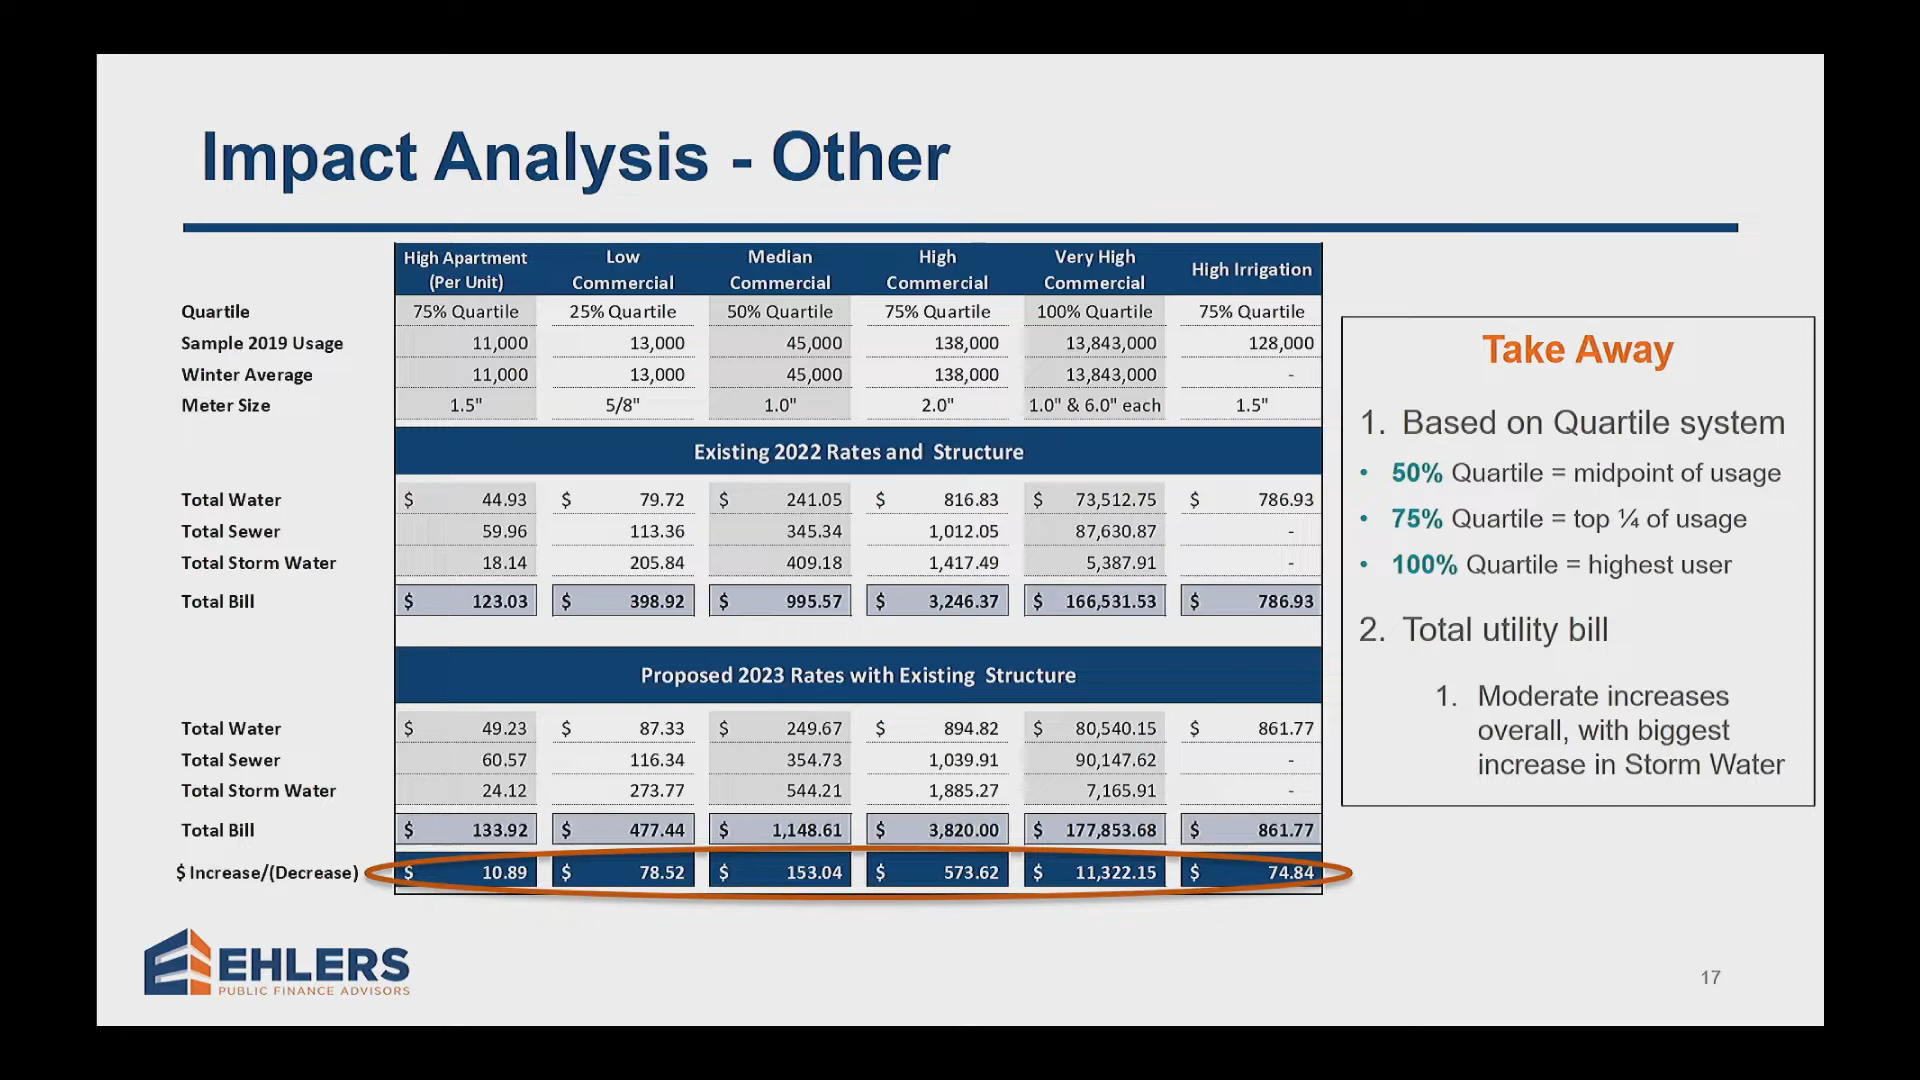 Impact Analysis - Other
High Apartment (Per Unit) Low Commercial Median Commercial High Commercial Very High Commercial High Irrigation
Quartile 75% Quartile 25% Quartile 50% Quartile 75% Quartile 100% Quartile 75% Quartile
Sample 2019 Usage 11,000 13,000 45,000 138,000 13,843,000 128,000
Winter Average 11,000 13,000 45,000 138,000 13,843,000 -
Meter Size 1.5" 5/8" 1.0" 2.0" 1.0" & 6.0" each 1.5"
Existing 2022 Rates and Structure
Total Water $ 44.93 $ 79.72 $ 241.05 $ 816.83 $ 73,512.75 $ 786.93
Total Sewer 59.96 113.36 345.34 1,012.05 87,630.87 -
Total Storm Water 18.14 205.84 409.18 1,417.49 5,387.91 -
Total Bill $ 123.03 $ 398.92 $ 995.57 $ 3,246.37 $ 166,531.53 $ 786.93
Proposed 2023 Rates with Existing Structure
Total Water $ 49.23 $ 87.33 $ 249.67 $ 894.82 $ 80,540.15 $ 861.77
Total Sewer 60.57 116.34 354.73 1,039.91 90,147.62 -
Total Storm Water 24.12 273.77 544.21 1,885.27 7,165.91 -
Total Bill $ 133.92 $ 477.44 $ 1,148.61 $ 3,820.00 $ 177,853.68 $ 861.77
$ Increase/(Decrease) $ 10.89 $ 78.52 $ 153.04 $ 573.62 $ 11,322.15 $ 74.84
Take Away
1. Based on Quartile system
• 50% Quartile = midpoint of usage
• 75% Quartile = top ¼ of usage
• 100% Quartile = highest user
2. Total utility bill
1. Moderate increases
overall, with biggest
increase in Storm Water
EHLERS
PUBLIC FINANCE ADVISORS
17